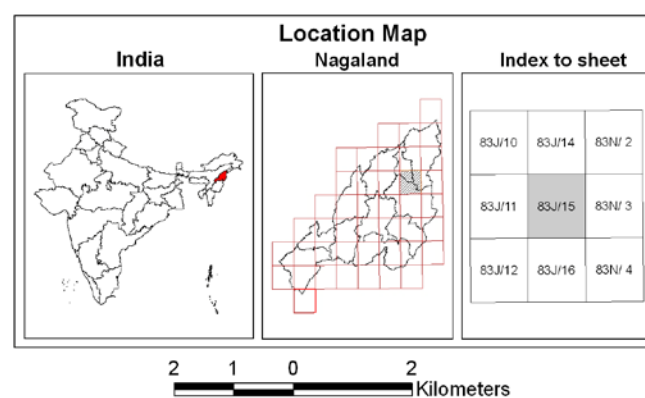 Location Map
India Nagaland Index to sheet
83J/10 83J/14 83N/ 2
83J/11 83J/15 83N/ 3
83J/12 83J/16 83N/ 4
2 1 0 2
Kilometers